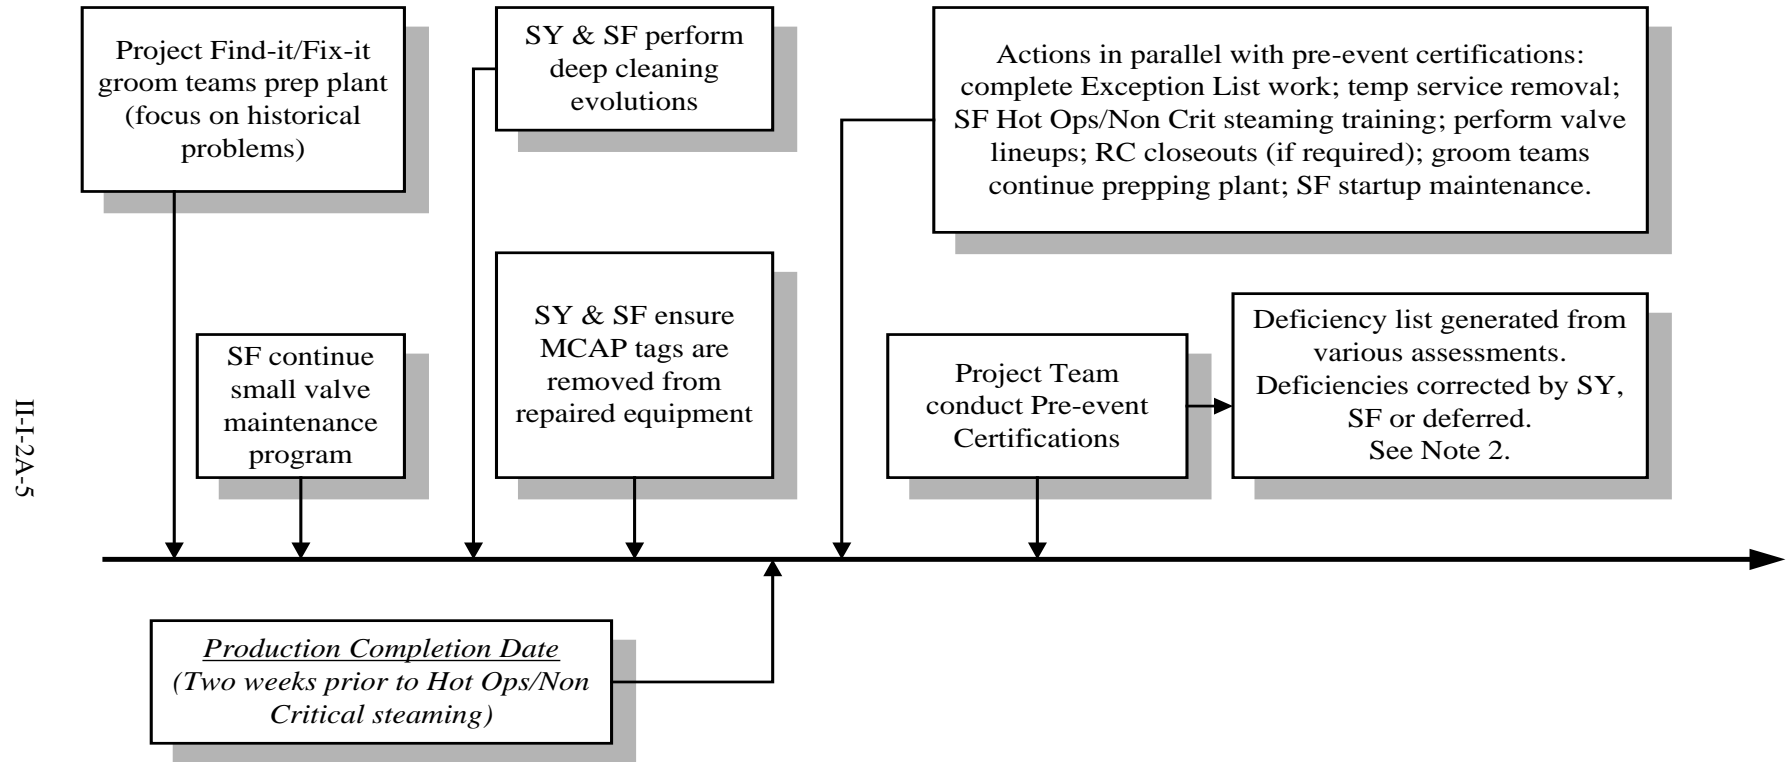 Project Find-it/Fix-it
groom teams prep plant
(focus on historical
problems)
SY & SF perform
deep cleaning
evolutions
Actions in parallel with pre-event certifications:
complete Exception List work; temp service removal;
SF Hot Ops/Non Crit steaming training; perform valve
lineups; RC closeouts (if required); groom teams
continue prepping plant; SF startup maintenance.
SF continue
small valve
maintenance
program
SY & SF ensure
MCAP tags are
removed from
repaired equipment
Project Team
conduct Pre-event
Certifications
Deficiency list generated from
various assessments.
Deficiencies corrected by SY,
SF or deferred.
See Note 2.
Production Completion Date
(Two weeks prior to Hot Ops/Non
Critical steaming)
II-I-2A-5